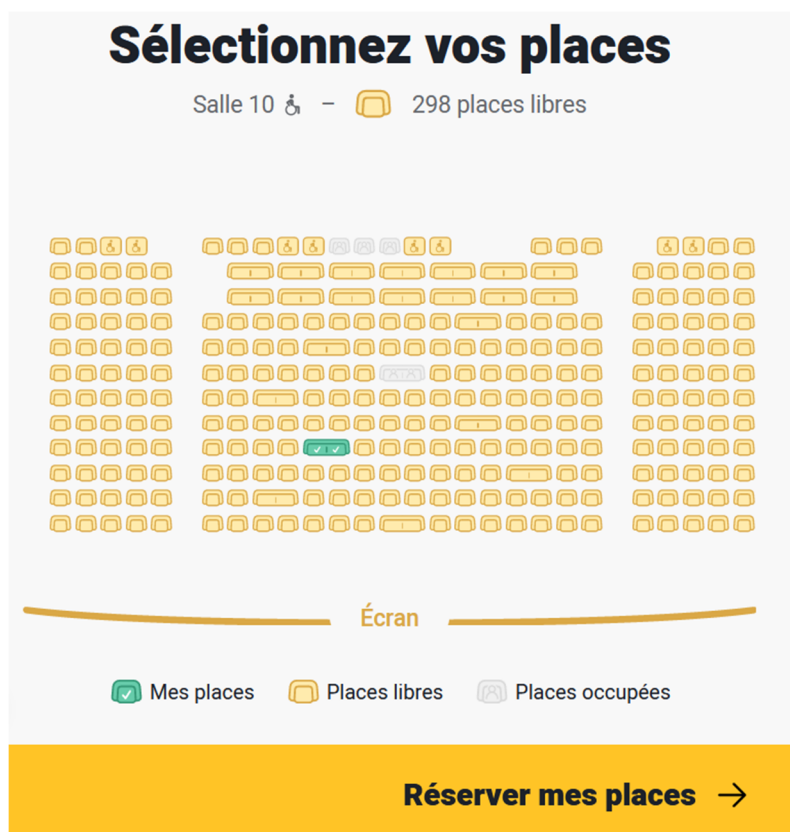 Sélectionnez vos places
Salle 10 – 298 places libres
Écran
Mes places Places libres Places occupées
Réserver mes places